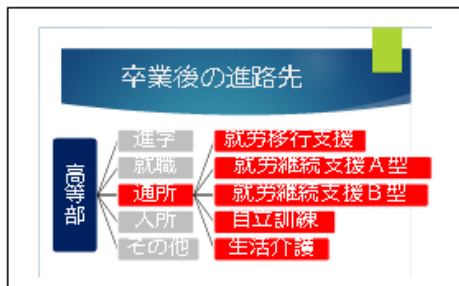 卒業後の進路先
高等部
進学
就職
通所
入所
その他
就労移行支援
就労継続支援A型
就労継続支援B型
自立訓練
生活介護